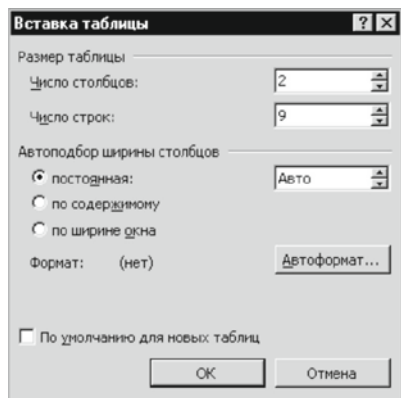 Вставка таблицы
Размер таблицы
Число столбцов: 2
Число строк: 9
Автоподбор ширины столбцов
постоянная: Авто
по содержимому
по ширине окна
Формат: (нет) Автоформат...
По умолчанию для новых таблиц
ОК Отмена